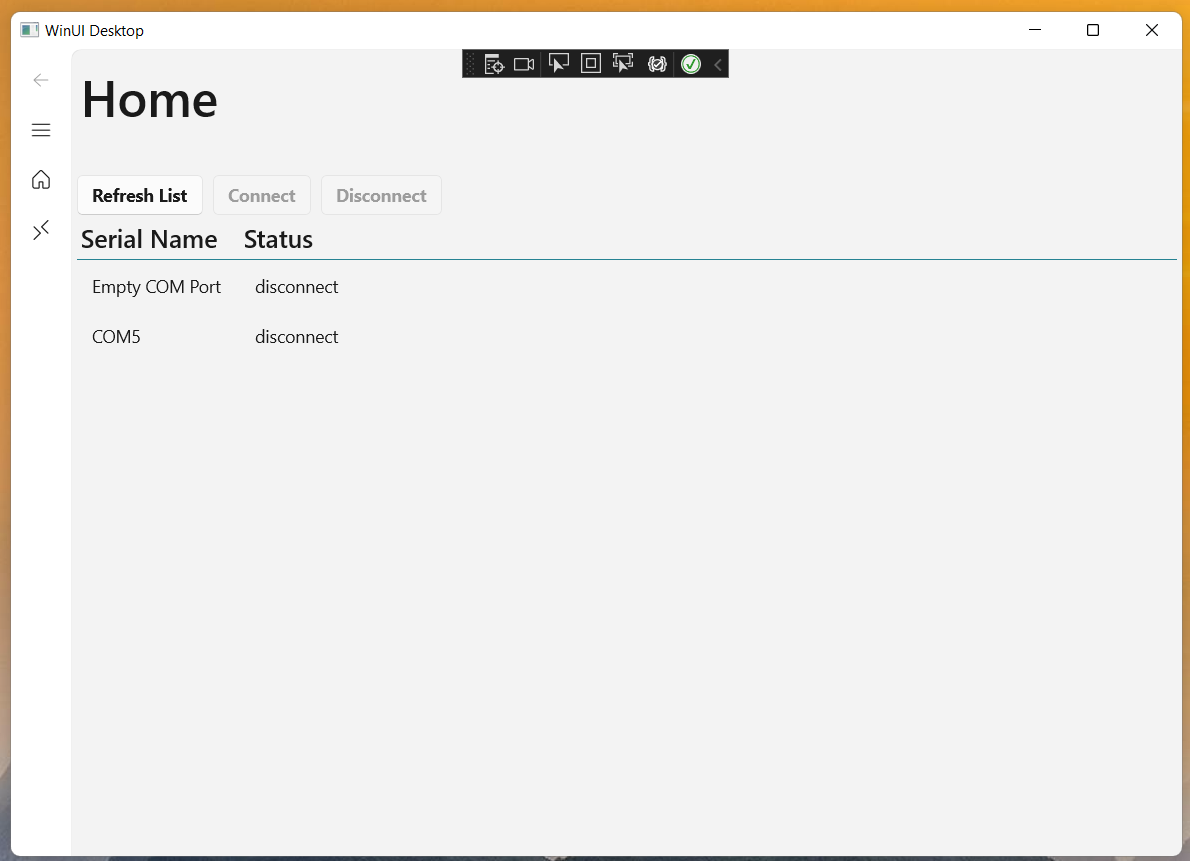 WinUI Desktop
Home
Refresh List Connect Disconnect
Serial Name Status
Empty COM Port disconnect
COM5 disconnect